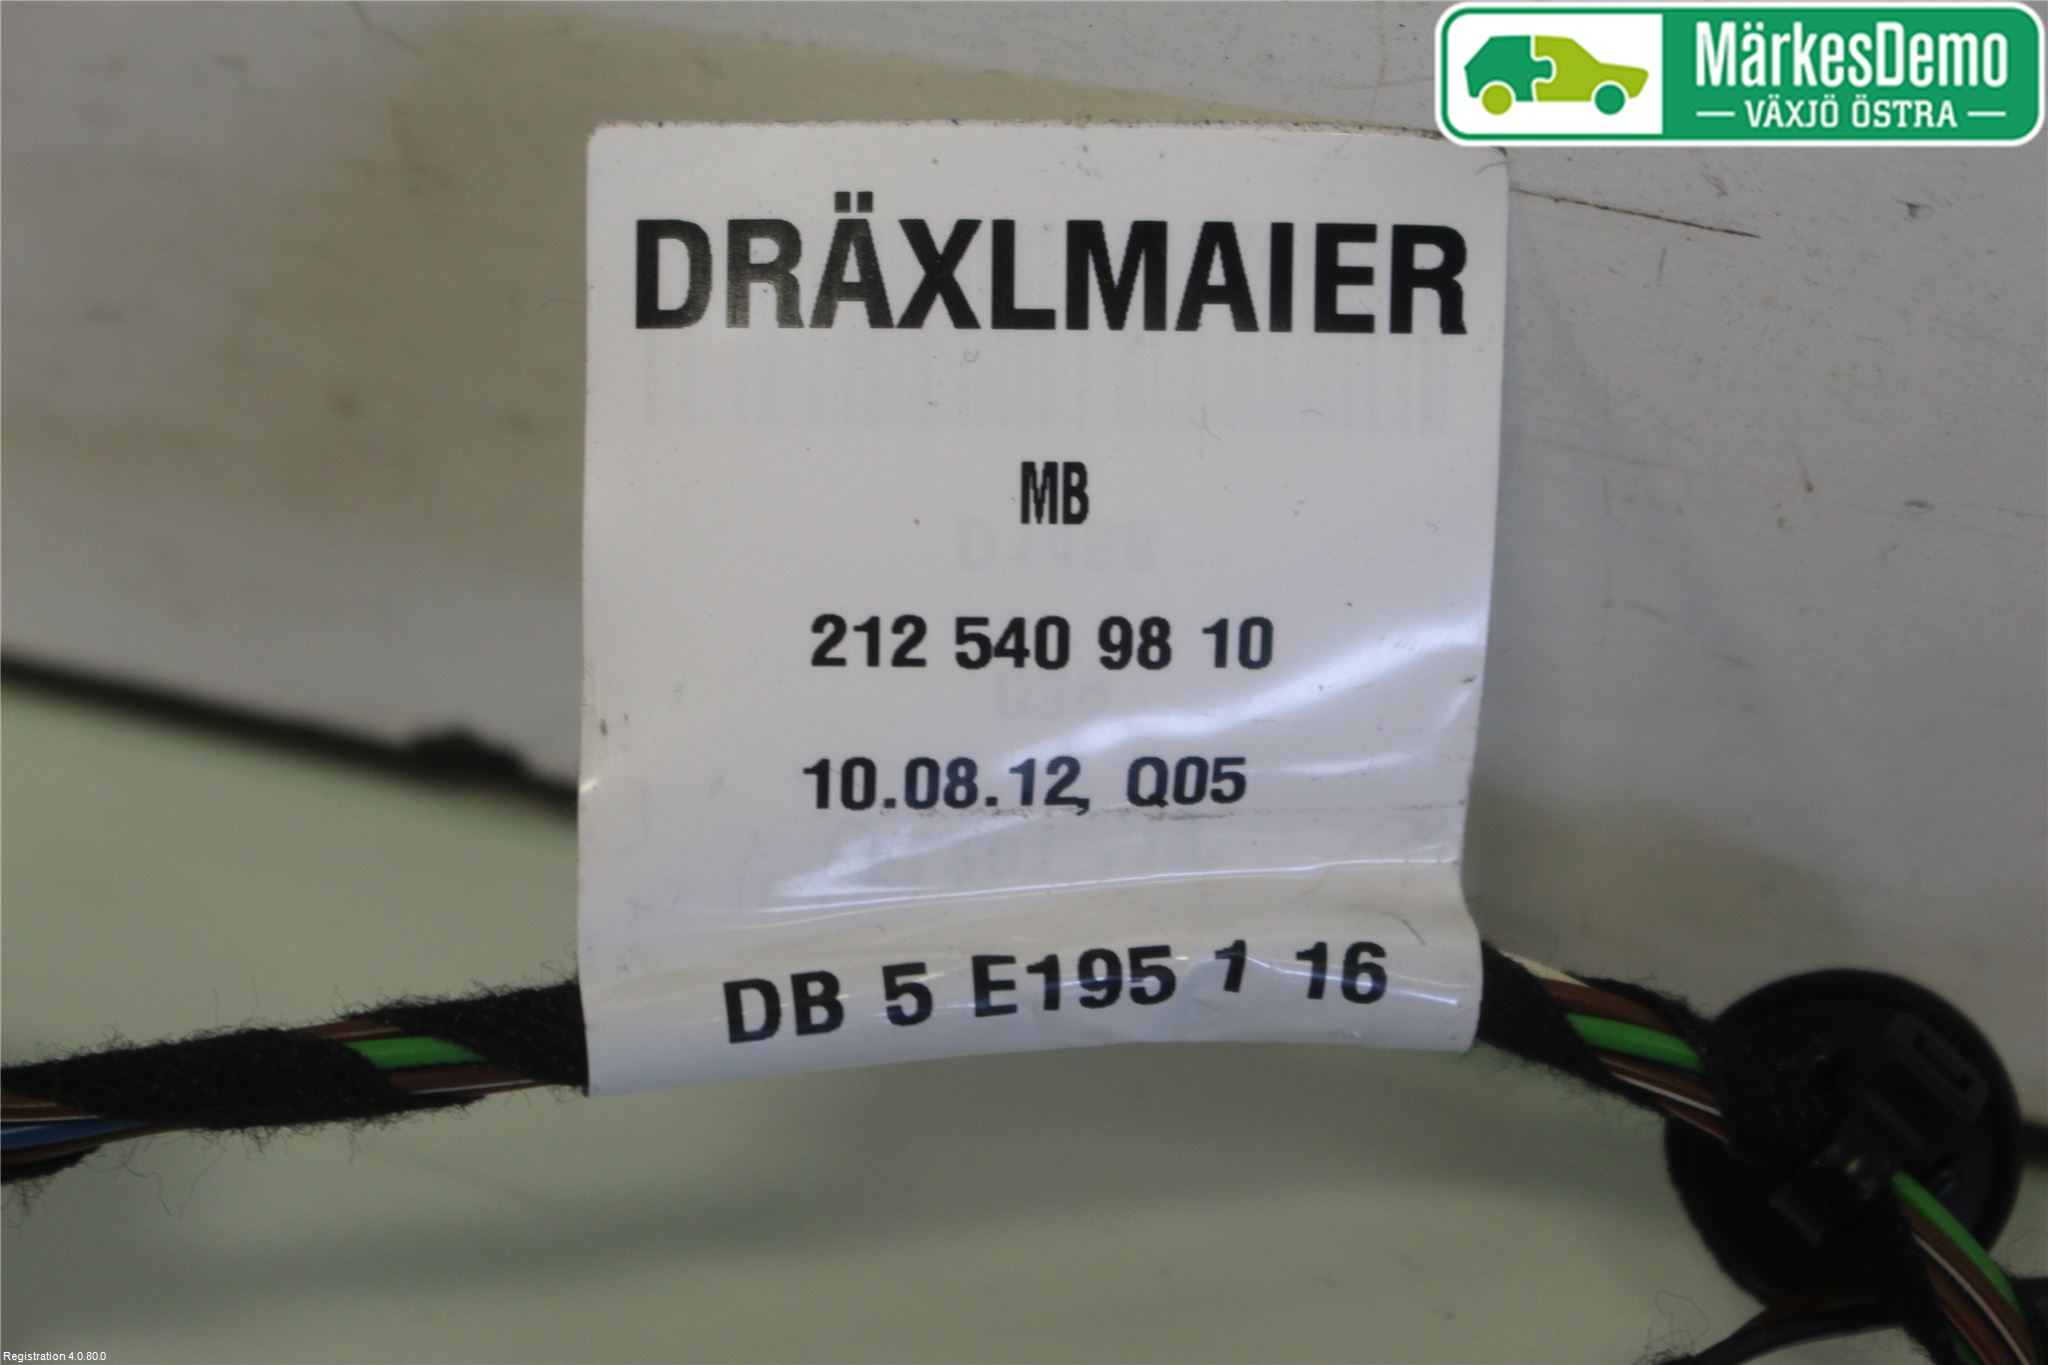 MärkesDemo
VÄXJÖ ÖSTRA
DRÄXLMAIER
MB
212 540 98 10
10.08.12, Q05
DB 5 E195 1 16
Registration 4.0.80.0